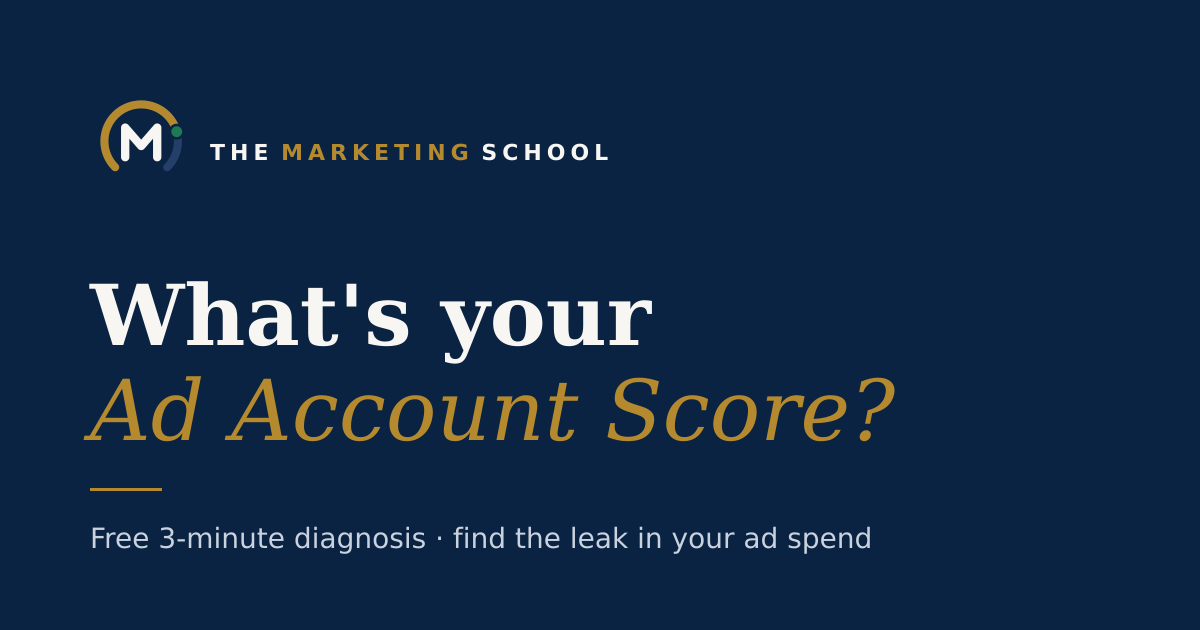 M
THE MARKETING SCHOOL
What's your
Ad Account Score?
Free 3-minute diagnosis · find the leak in your ad spend